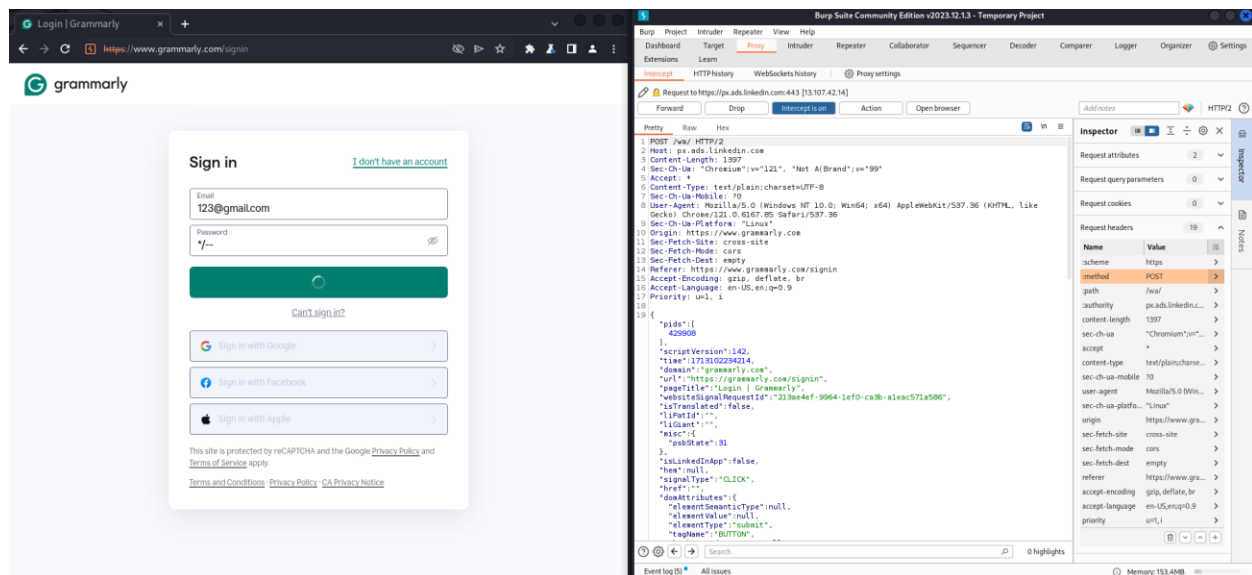 Login | Grammarly
https://www.grammarly.com/signin
grammarly
Sign in
I don't have an account
Email
123@gmail.com
Password
*/--
Can't sign in?
Sign in with Google
Sign in with Facebook
Sign in with Apple
This site is protected by reCAPTCHA and the Google Privacy Policy and
Terms of Service apply.
Terms and Conditions · Privacy Policy · CA Privacy Notice
Burp Suite Community Edition v2023.12.1.3 - Temporary Project
Burp Project Intruder Repeater View Help
Dashboard Target Proxy Intruder Repeater Collaborator Sequencer Decoder Comparer Logger Organizer Settings
Extensions Learn
Intercept HTTP history WebSockets history Proxy settings
Request to https://px.ads.linkedin.com:443 [13.107.42.14]
Forward Drop Intercept is on Action Open browser Add notes HTTP/2
Pretty Raw Hex
1 POST /wa/ HTTP/2
2 Host: px.ads.linkedin.com
3 Content-Length: 1397
4 Sec-Ch-Ua: "Chromium";v="121", "Not A(Brand";v="99"
5 Accept: *
6 Content-Type: text/plain;charset=UTF-8
7 Sec-Ch-Ua-Mobile: ?0
8 User-Agent: Mozilla/5.0 (Windows NT 10.0; Win64; x64) AppleWebKit/537.36 (KHTML, like
Gecko) Chrome/121.0.6167.85 Safari/537.36
9 Sec-Ch-Ua-Platform: "Linux"
10 Origin: https://www.grammarly.com
11 Sec-Fetch-Site: cross-site
12 Sec-Fetch-Mode: cors
13 Sec-Fetch-Dest: empty
14 Referer: https://www.grammarly.com/signin
15 Accept-Encoding: gzip, deflate, br
16 Accept-Language: en-US,en;q=0.9
17 Priority: u=1, i
18
19 {
"pids":[
429908
],
"scriptVersion":142,
"time":1713102234214,
"domain":"grammarly.com",
"url":"https://grammarly.com/signin",
"pageTitle":"Login | Grammarly",
"websiteSignalRequestId":"213ae4ef-9964-1ef0-ca3b-a1eac571a586",
"isTranslated":false,
"liFatId":"",
"liGiant":"",
"misc":{
"psbState":31
},
"isLinkedInApp":false,
"hem":null,
"signalType":"CLICK",
"href":"",
"domAttributes":{
"elementSemanticType":null,
"elementValue":null,
"elementType":"submit",
"tagName":"BUTTON",
Search 0 highlights
Inspector
Request attributes 2
Request query parameters 0
Request cookies 0
Request headers 19
Name Value
:scheme https
:method POST
:path /wa/
:authority px.ads.linkedin.c...
content-length 1397
sec-ch-ua "Chromium";v="...
accept *
content-type text/plain;charse...
sec-ch-ua-mobile ?0
user-agent Mozilla/5.0 (Win...
sec-ch-ua-platfo... "Linux"
origin https://www.gra...
sec-fetch-site cross-site
sec-fetch-mode cors
sec-fetch-dest empty
referer https://www.gra...
accept-encoding gzip, deflate, br
accept-language en-US,en;q=0.9
priority u=1, i
Inspector
Notes
Event log (5) All issues
Memory: 153.4MB